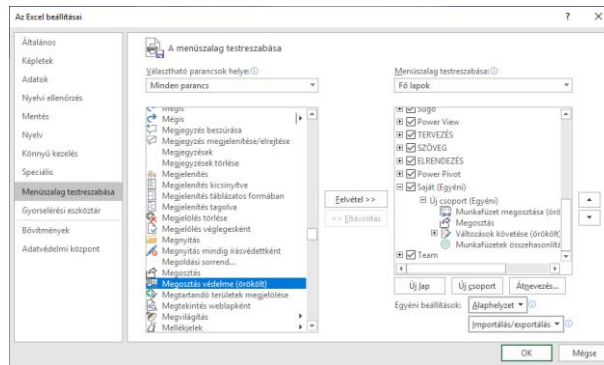 Az Excel beállításai
?
Általános
Képletek
Adatok
Nyelvi ellenőrzés
Mentés
Nyelv
Könnyű kezelés
Speciális
Menüszalag testreszabása
Gyorselérési eszköztár
Bővítmények
Adatvédelmi központ
A menüszalag testreszabása
Választható parancsok helye:
Minden parancs
Mégis
Mégis
Megjegyzés beszúrása
Megjegyzés megjelenítése/elrejtése
Megjegyzések
Megjegyzések törlése
Megjelenítés
Megjelenítés kicsinyítve
Megjelenítés táblázatos formában
Megjelenítés tagolva
Megjelölés törlése
Megjelölés véglegesként
Megnyitás
Megnyitás mindig írásvédettként
Megoldási sorrend...
Megosztás
Megosztás védelme (örökölt)
Megtartandó területek megjelölése
Megtekintés weblapként
Megvilágítás
Mellékjelek
Felvétel >>
<< Eltávolítás
Menüszalag testreszabása:
Fő lapok
Súgó
Power View
TERVEZÉS
SZÖVEG
ELRENDEZÉS
Power Pivot
Saját (Egyéni)
Új csoport (Egyéni)
Munkafüzet megosztása (örö
Megosztás
Változások követése (örökölt)
Munkafüzetek összehasonlít
Team
Új lap
Új csoport
Átnevezés...
Egyéni beállítások:
Alaphelyzet
Importálás/exportálás
OK
Mégse